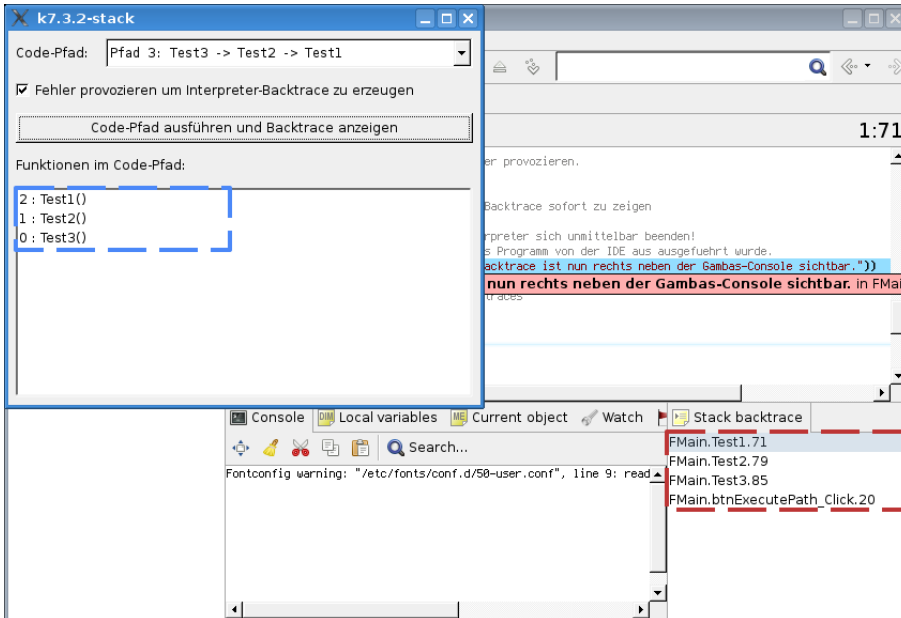 k7.3.2-stack
Code-Pfad: Pfad 3: Test3 -> Test2 -> Test1
Fehler provozieren um Interpreter-Backtrace zu erzeugen
Code-Pfad ausführen und Backtrace anzeigen
Funktionen im Code-Pfad:
2 : Test1()
1 : Test2()
0 : Test3()
1:71
er provozieren.
Backtrace sofort zu zeigen
rpreter sich unmittelbar beenden!
s Programm von der IDE aus ausgefuehrt wurde.
acktrace ist nun rechts neben der Gambas-Console sichtbar."))
nun rechts neben der Gambas-Console sichtbar. in FMai
traces
Console
Local variables
Current object
Watch
Stack backtrace
Search...
Fontconfig warning: "/etc/fonts/conf.d/50-user.conf", line 9: read
FMain.Test1.71
FMain.Test2.79
FMain.Test3.85
FMain.btnExecutePath_Click.20